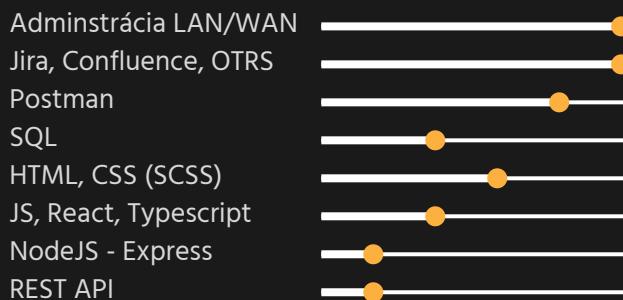 Adminstrácia LAN/WAN
Jira, Confluence, OTRS
Postman
SQL
HTML, CSS (SCSS)
JS, React, Typescript
NodeJS - Express
REST API